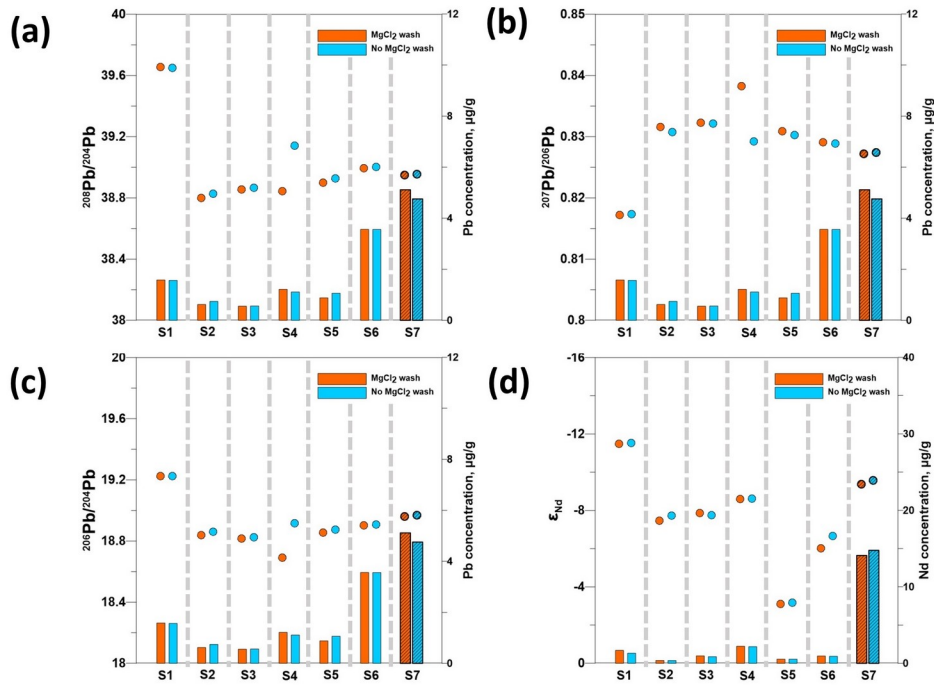 (a)
40
39.6
39.2
38.8
38.4
38
²⁰⁸Pb/²⁰⁴Pb
MgCl₂ wash
No MgCl₂ wash
12
8
4
0
Pb concentration, µg/g
S1 S2 S3 S4 S5 S6 S7
(b)
0.85
0.84
0.83
0.82
0.81
0.8
²⁰⁷Pb/²⁰⁶Pb
MgCl₂ wash
No MgCl₂ wash
12
8
4
0
Pb concentration, µg/g
S1 S2 S3 S4 S5 S6 S7
(c)
20
19.6
19.2
18.8
18.4
18
²⁰⁶Pb/²⁰⁴Pb
MgCl₂ wash
No MgCl₂ wash
12
8
4
0
Pb concentration, µg/g
S1 S2 S3 S4 S5 S6 S7
(d)
-16
-12
-8
-4
0
εNd
MgCl₂ wash
No MgCl₂ wash
40
30
20
10
0
Nd concentration, µg/g
S1 S2 S3 S4 S5 S6 S7